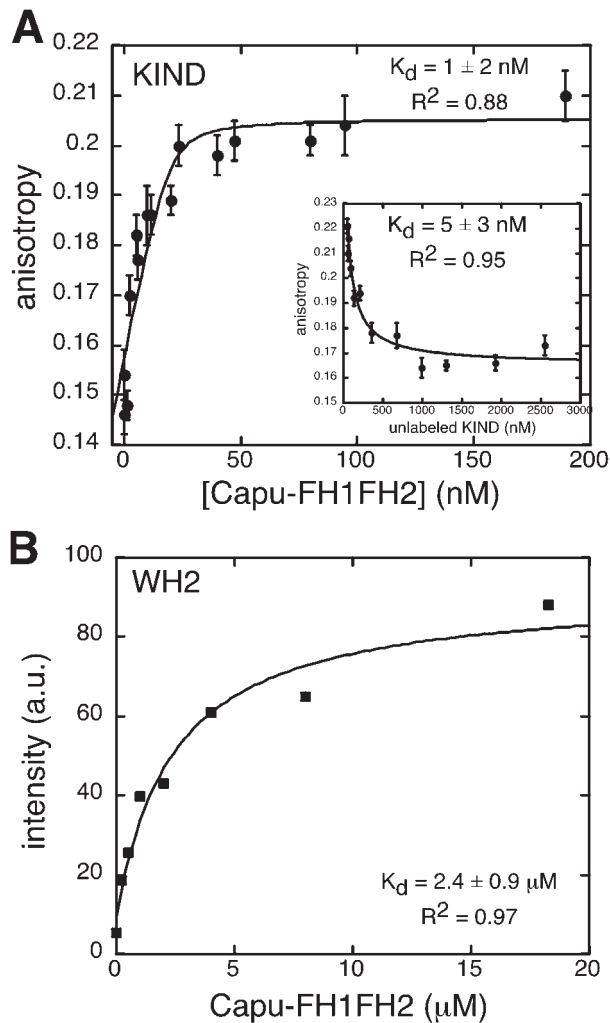 A
0.22
0.21
0.2
0.19
0.18
0.17
0.16
0.15
0.14
anisotropy
KIND
K_d = 1 ± 2 nM
R² = 0.88
0.23
0.22
0.21
0.2
0.19
0.18
0.17
0.16
0.15
anisotropy
K_d = 5 ± 3 nM
R² = 0.95
0 500 1000 1500 2000 2500 3000
unlabeled KIND (nM)
0 50 100 150 200
[Capu-FH1FH2] (nM)
B
100
80
60
40
20
0
intensity (a.u.)
WH2
K_d = 2.4 ± 0.9 μM
R² = 0.97
0 5 10 15 20
Capu-FH1FH2 (μM)